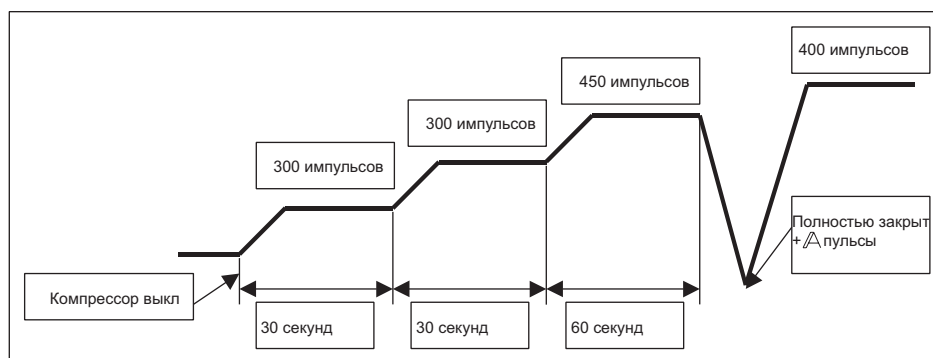 400 импульсов
450 импульсов
300 импульсов
300 импульсов
Полностью закрыт
+A пульсы
Компрессор выкл
30 секунд
30 секунд
60 секунд